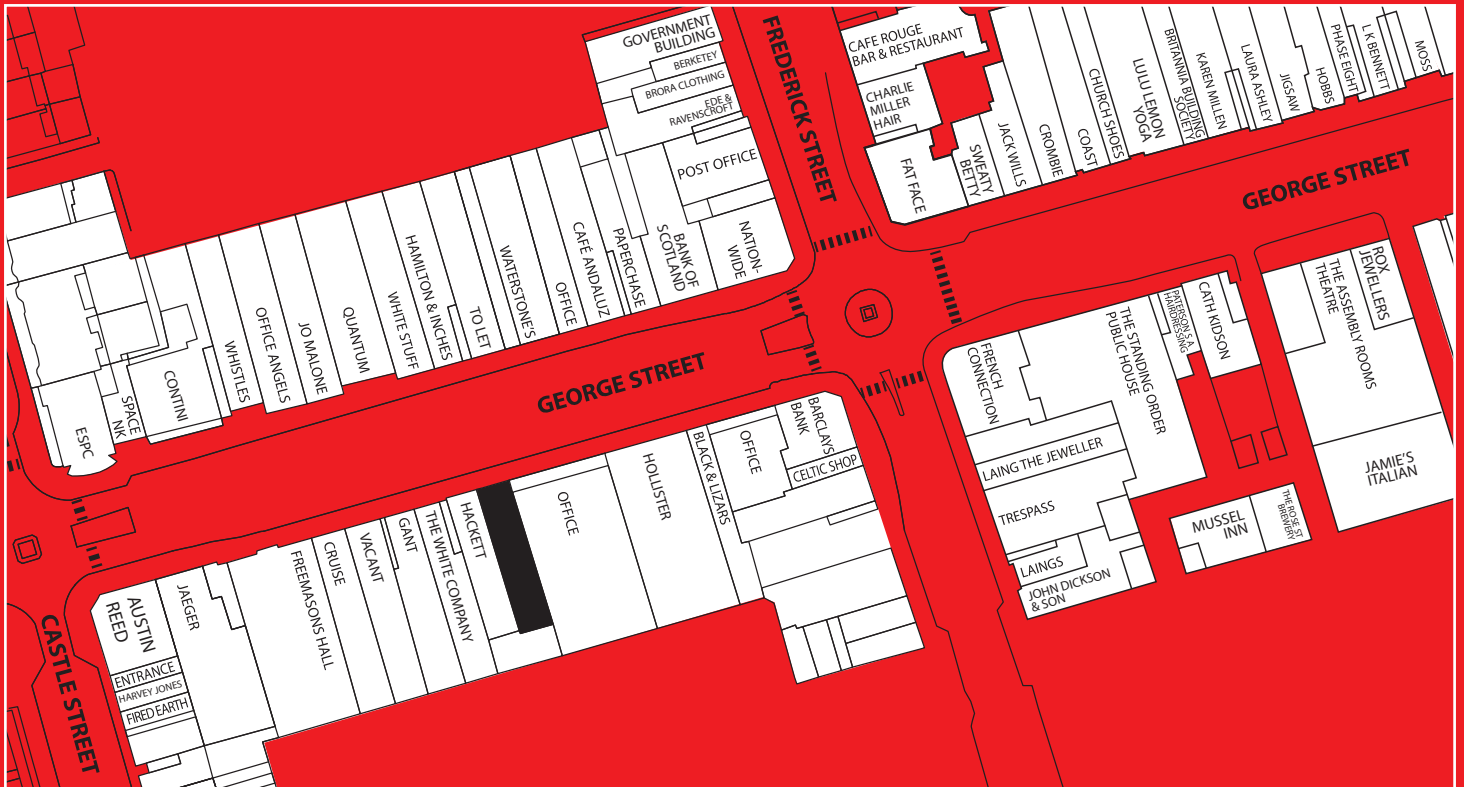 GOVERNMENT
BUILDING
BERKETEY
BRORA CLOTHING
EDE &
RAVENSCROFT
POST OFFICE
NATION-
WIDE
BANK OF
SCOTLAND
PAPERCHASE
CAFÉ ANDALUZ
OFFICE
WATERSTONE'S
TO LET
HAMILTON & INCHES
WHITE STUFF
QUANTUM
JO MALONE
OFFICE ANGELS
WHISTLES
CONTINI
SPACE
NK
ESPC
FREDERICK STREET
CAFE ROUGE
BAR & RESTAURANT
CHARLIE
MILLER
HAIR
FAT FACE
SWEATY
BETTY
JACK WILLS
CROMBIE
COAST
CHURCH SHOES
LULU LEMON
YOGA
BRITANNIA BUILDING
SOCIETY
KAREN MILLEN
LAURA ASHLEY
JIGSAW
HOBBS
PHASE EIGHT
L K BENNETT
MOSS
GEORGE STREET
GEORGE STREET
CASTLE STREET
AUSTIN
REED
ENTRANCE
HARVEY JONES
FIRED EARTH
JAEGER
FREEMASONS HALL
CRUISE
VACANT
GANT
THE WHITE COMPANY
HACKETT
OFFICE
HOLLISTER
BLACK & LIZARS
OFFICE
BARCLAYS
BANK
CELTIC SHOP
FRENCH
CONNECTION
LAING THE JEWELLER
TRESPASS
LAINGS
JOHN DICKSON
& SON
THE STANDING ORDER
PUBLIC HOUSE
PATERSON S A
HAIRDRESSING
CATH KIDSON
MUSSEL
INN
THE ROSE ST
BREWERY
THE ASSEMBLY ROOMS
THEATRE
ROX
JEWELLERS
JAMIE'S
ITALIAN